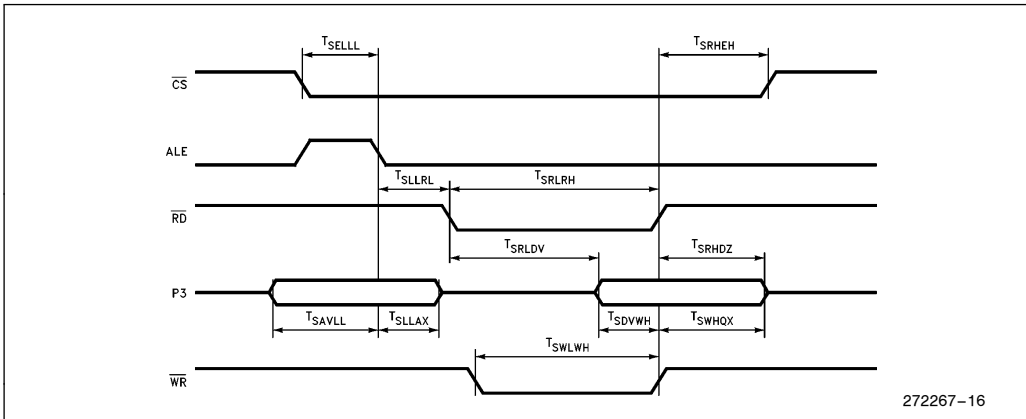 TSELLL TSRHEH
CS
ALE
TSLLRL TSRLRH
RD
TSRLDV TSRHDZ
P3
TSAVLL TSLLAX TSDVWH TSWHQX
TSWLWH
WR
272267–16